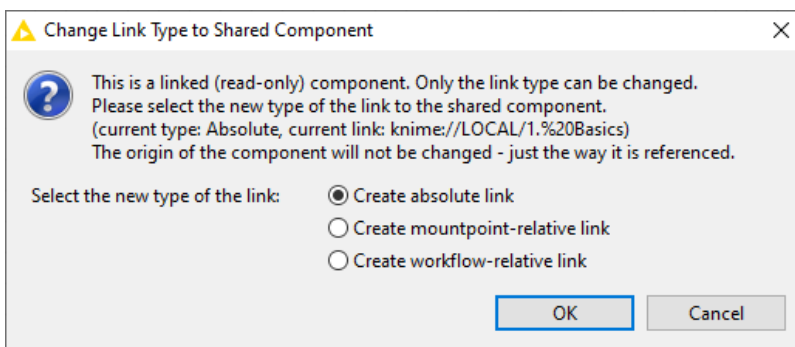 Change Link Type to Shared Component
This is a linked (read-only) component. Only the link type can be changed.
Please select the new type of the link to the shared component.
(current type: Absolute, current link: knime://LOCAL/1.%20Basics)
The origin of the component will not be changed - just the way it is referenced.
Select the new type of the link:
Create absolute link
Create mountpoint-relative link
Create workflow-relative link
OK Cancel